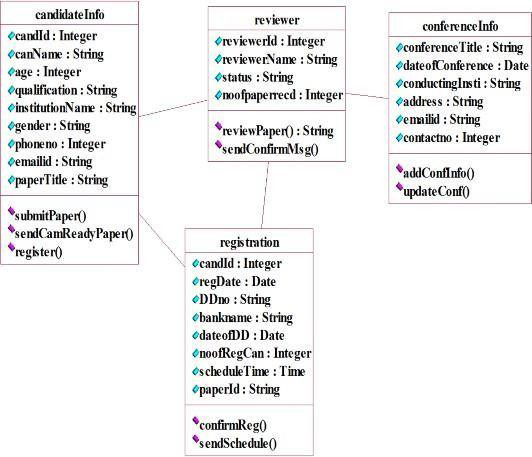 candidateInfo
candId : Integer
canName : String
age : Integer
qualification : String
institutionName : String
gender : String
phoneno : Integer
emailid : String
paperTitle : String
submitPaper()
sendCamReadyPaper()
register()
reviewer
reviewerId : Integer
reviewerName : String
status : String
noofpaperrecd : Integer
reviewPaper() : String
sendConfirmMsg()
conferenceInfo
conferenceTitle : String
dateofConference : Date
conductingInsti : String
address : String
emailid : String
contactno : Integer
addConfInfo()
updateConf()
registration
candId : Integer
regDate : Date
DDno : String
bankname : String
dateofDD : Date
noofRegCan : Integer
scheduleTime : Time
paperId : String
confirmReg()
sendSchedule()